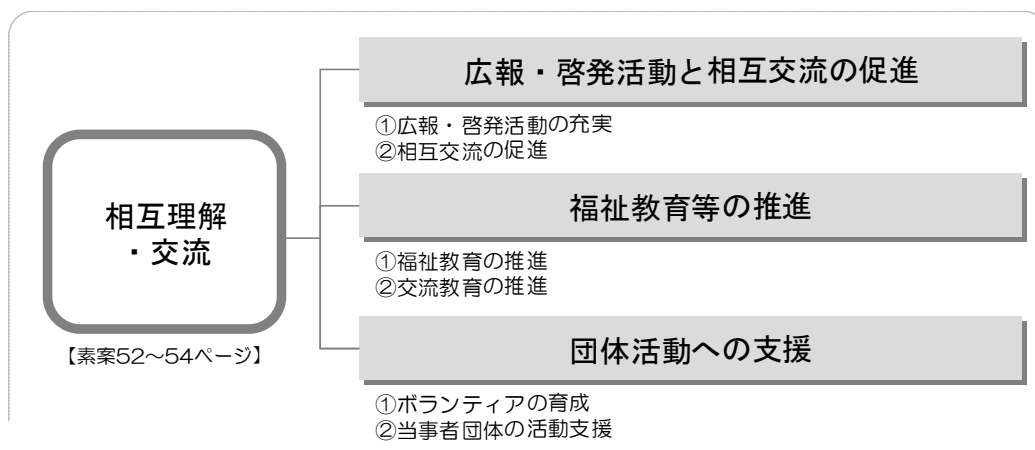 広報・啓発活動と相互交流の促進
①広報・啓発活動の充実
②相互交流の促進
相互理解
・交流
【素案52～54ページ】
福祉教育等の推進
①福祉教育の推進
②交流教育の推進
団体活動への支援
①ボランティアの育成
②当事者団体の活動支援